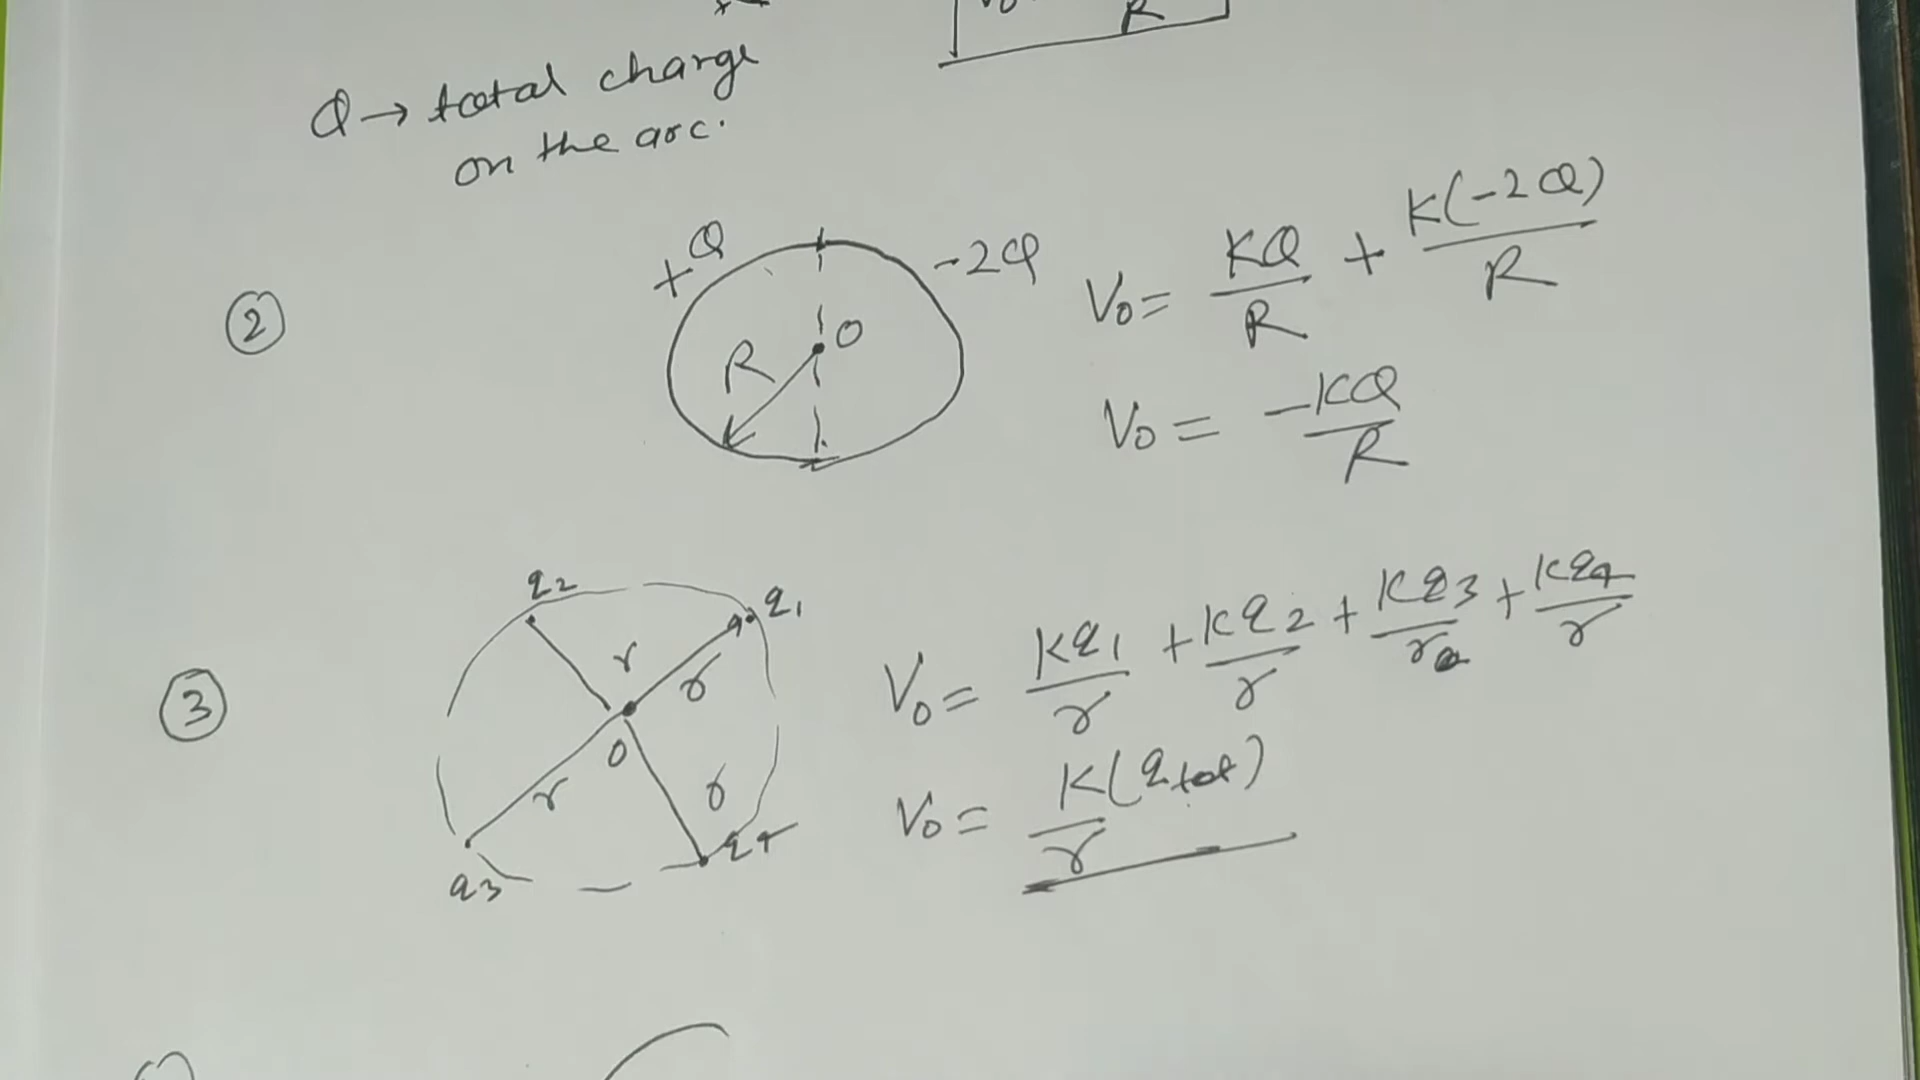 Q → total charge
on the arc.
R
②
+Q
-2Q
O
R
V₀ = KQ/R + K(-2Q)/R
V₀ = -KQ/R
③
q₂
q₁
r
r
O
r
r
q₃
q₄
V₀ = Kq₁/r + Kq₂/r + Kq₃/r + Kq₄/r
V₀ = K(q tot)/r